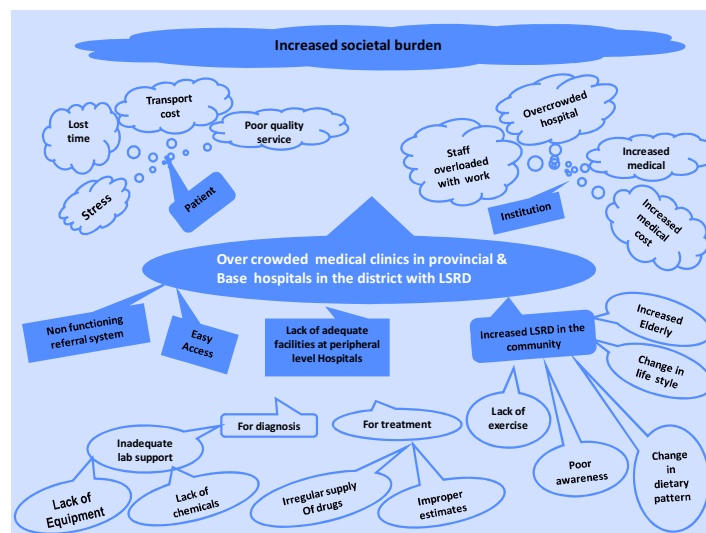 Increased societal burden
Lost
time
Transport
cost
Poor quality
service
Stress
Patient
Overcrowded
hospital
Staff
overloaded
with work
Increased
medical
Increased
medical
cost
Institution
Over crowded medical clinics in provincial &
Base hospitals in the district with LSRD
Non functioning
referral system
Easy
Access
Lack of adequate
facilities at peripheral
level Hospitals
Increased LSRD in the
community
Increased
Elderly
Change in
life style
For diagnosis
For treatment
Lack of
exercise
Inadequate
lab support
Poor
awareness
Change
in
dietary
pattern
Lack of
Equipment
Lack of
chemicals
Irregular supply
Of drugs
Improper
estimates